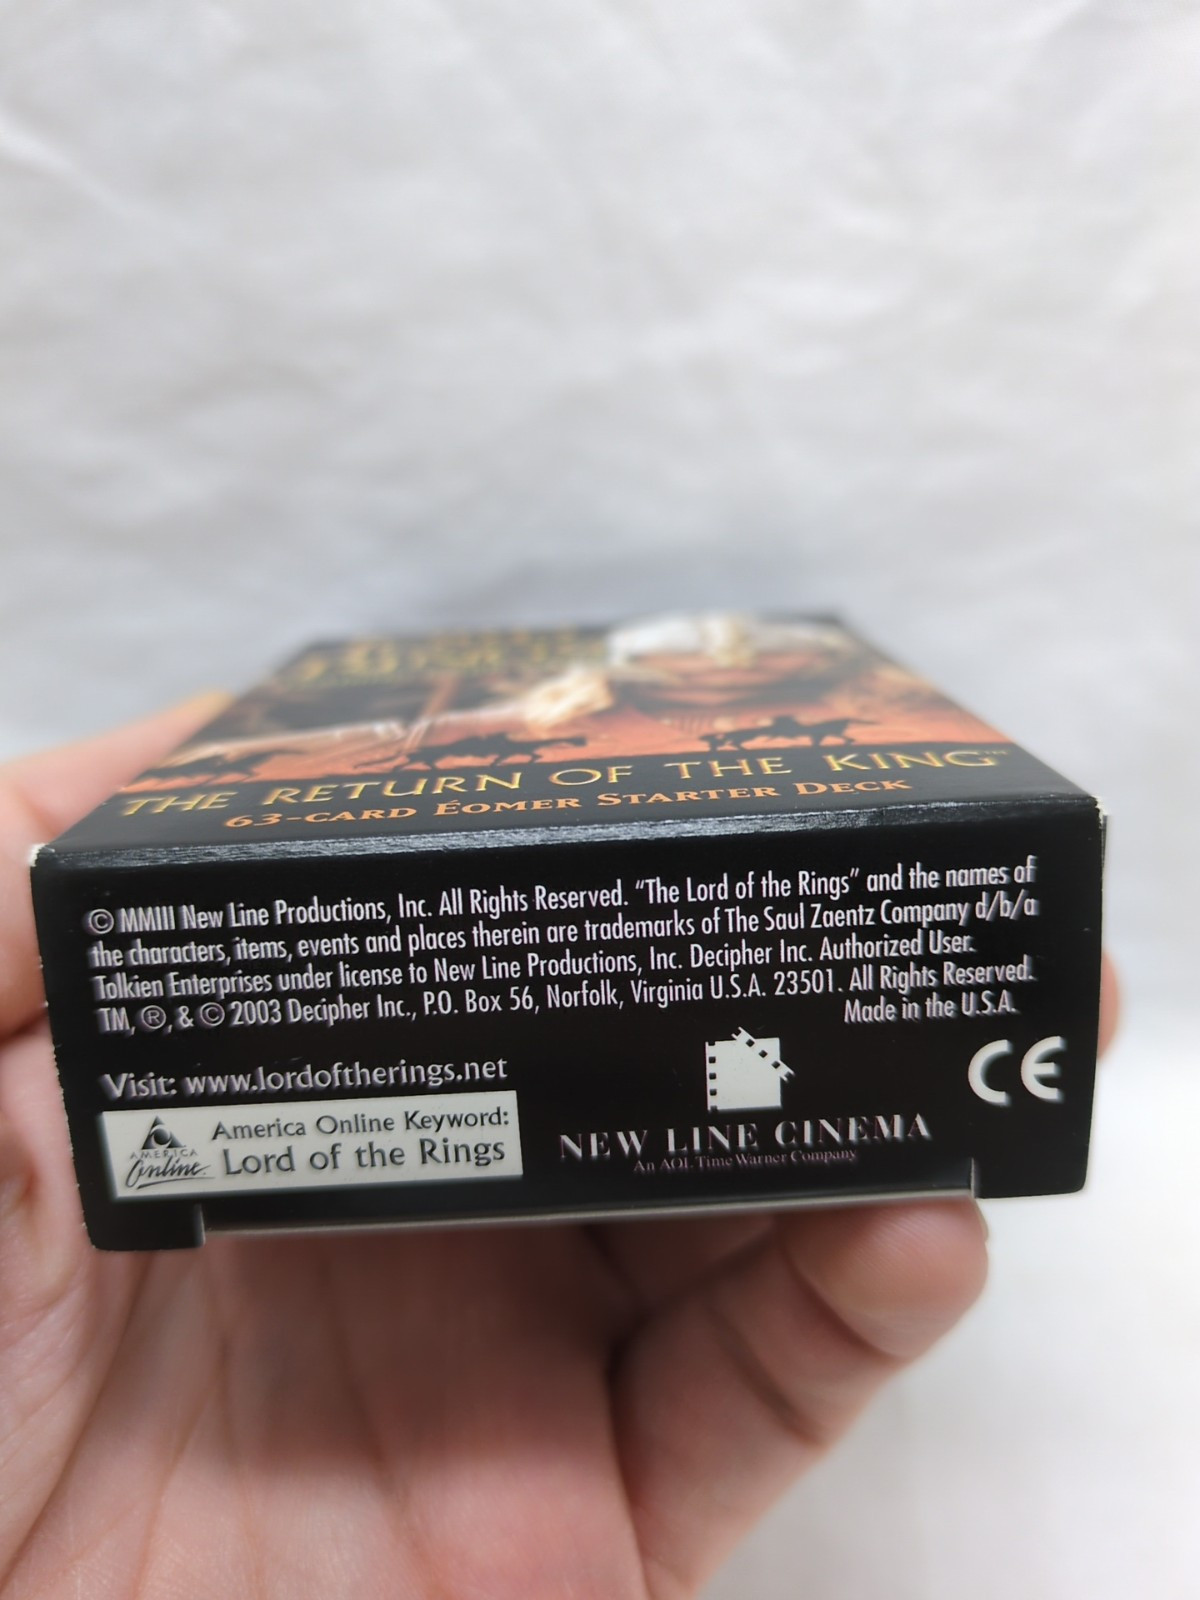 THE RETURN OF THE KING™
63-CARD ÉOMER STARTER DECK
© MMIII New Line Productions, Inc. All Rights Reserved. “The Lord of the Rings” and the names of
the characters, items, events and places therein are trademarks of The Saul Zaentz Company d/b/a
Tolkien Enterprises under license to New Line Productions, Inc. Decipher Inc. Authorized User.
TM, ®, & © 2003 Decipher Inc., P.O. Box 56, Norfolk, Virginia U.S.A. 23501. All Rights Reserved.
Made in the U.S.A.
Visit: www.lordoftherings.net
AMERICA
Online
America Online Keyword:
Lord of the Rings
NEW LINE CINEMA
An AOL Time Warner Company
CE